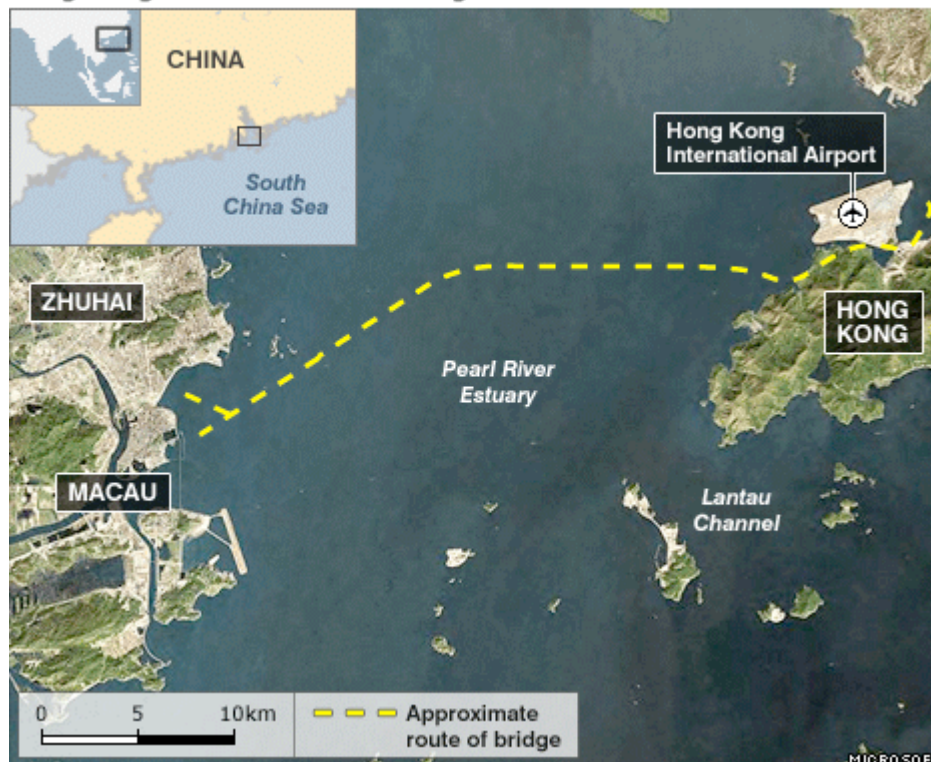 CHINA
South
China Sea
Hong Kong
International Airport
ZHUHAI
HONG
KONG
Pearl River
Estuary
MACAU
Lantau
Channel
0 5 10km
Approximate
route of bridge